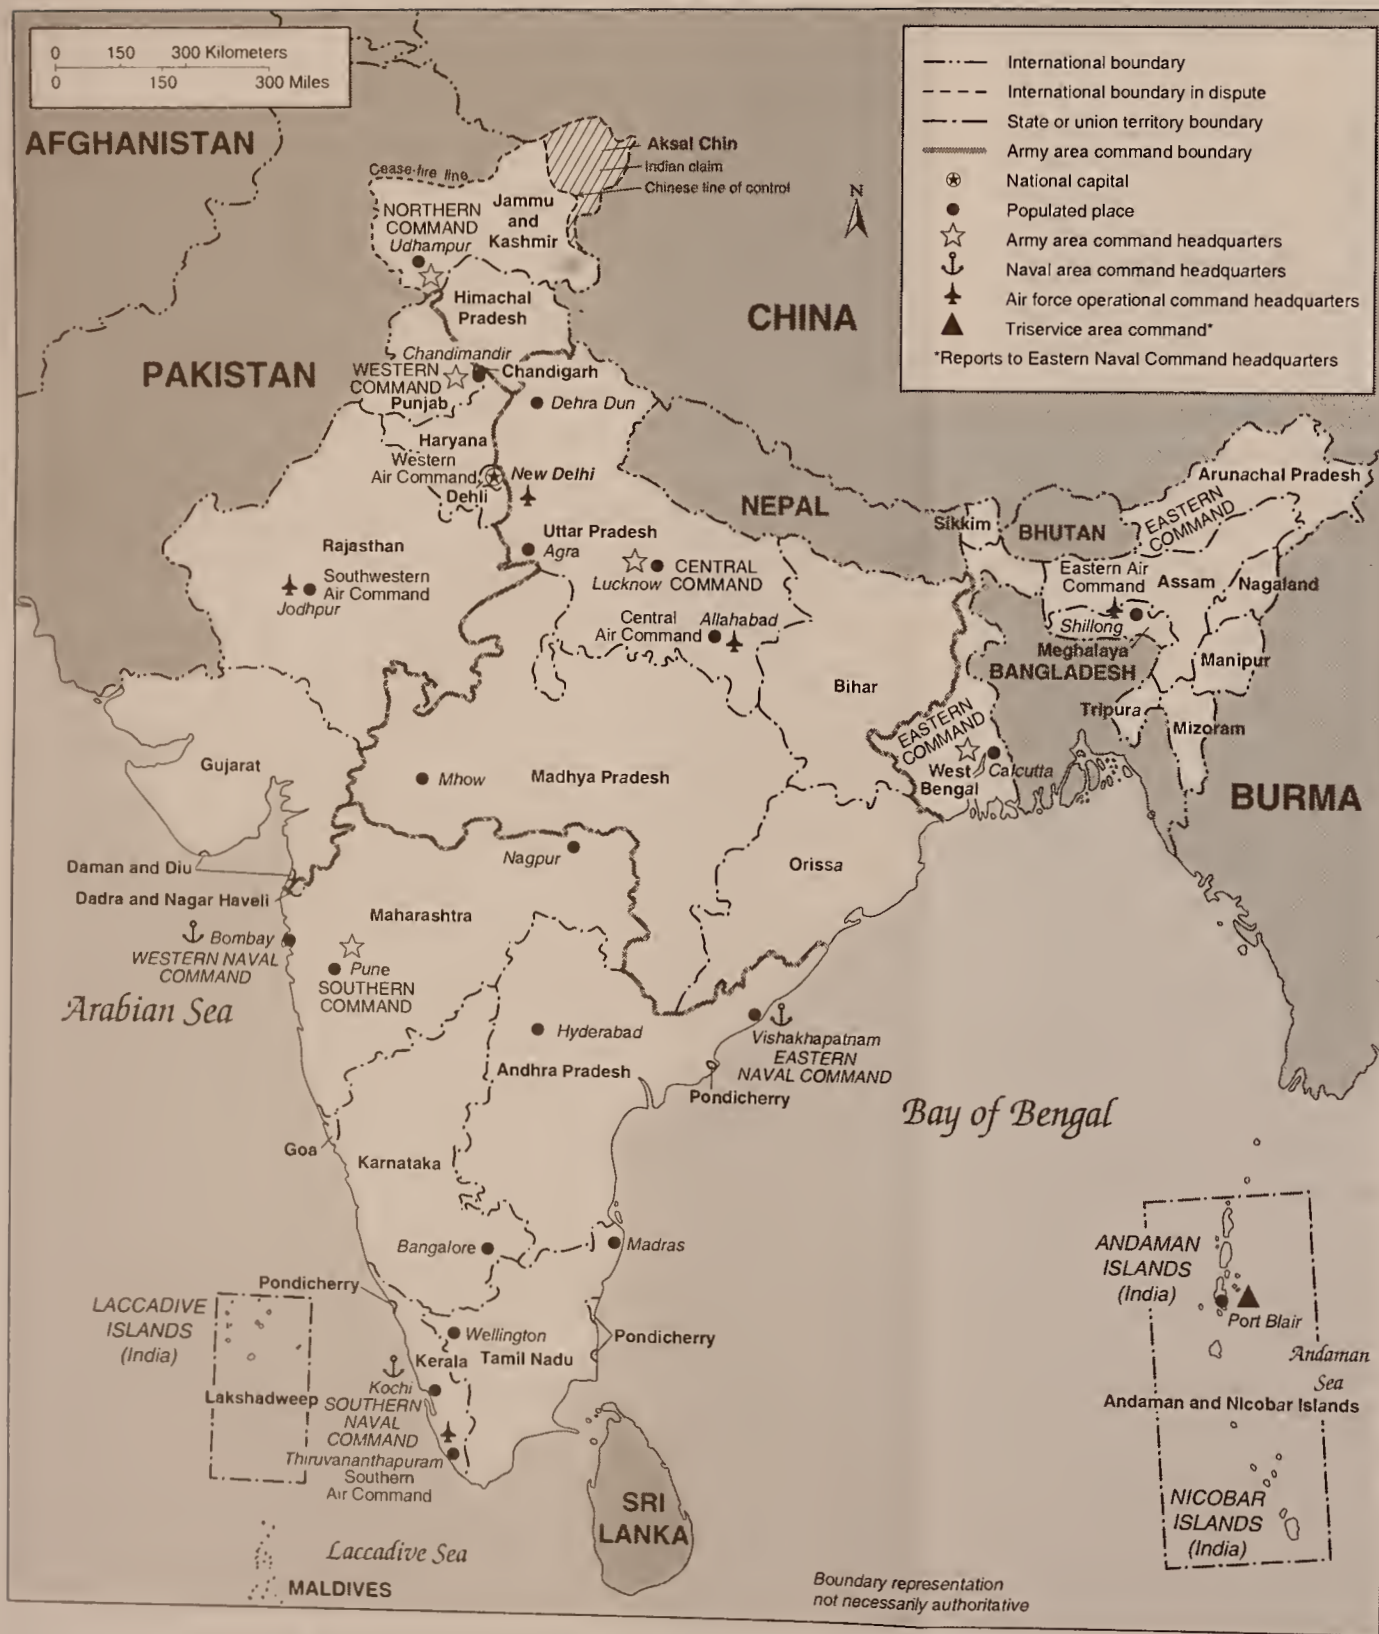 0 150 300 Kilometers
0 150 300 Miles
International boundary
International boundary in dispute
State or union territory boundary
Army area command boundary
National capital
Populated place
Army area command headquarters
Naval area command headquarters
Air force operational command headquarters
Triservice area command*
*Reports to Eastern Naval Command headquarters
AFGHANISTAN
Aksal Chin
Indian claim
Chinese line of control
Cease-fire line
N
NORTHERN
COMMAND
Udhampur
Jammu
and
Kashmir
Himachal
Pradesh
CHINA
PAKISTAN
Chandimandir
WESTERN
COMMAND
Chandigarh
Punjab
Dehra Dun
Haryana
Western
Air Command
New Delhi
Dehli
NEPAL
Sikkim
BHUTAN
Arunachal Pradesh
EASTERN
COMMAND
Uttar Pradesh
Agra
Rajasthan
Southwestern
Air Command
Jodhpur
CENTRAL
COMMAND
Lucknow
Central
Air Command
Allahabad
Eastern Air
Command
Assam
Nagaland
Shillong
Meghalaya
BANGLADESH
Manipur
Bihar
Tripura
Mizoram
EASTERN
COMMAND
West
Bengal
Calcutta
BURMA
Gujarat
Mhow
Madhya Pradesh
Nagpur
Orissa
Daman and Diu
Dadra and Nagar Haveli
Maharashtra
Bombay
WESTERN NAVAL
COMMAND
Pune
SOUTHERN
COMMAND
Arabian Sea
Hyderabad
Andhra Pradesh
Vishakhapatnam
EASTERN
NAVAL COMMAND
Pondicherry
Bay of Bengal
Goa
Karnataka
Bangalore
Madras
Pondicherry
LACCADIVE
ISLANDS
(India)
Lakshadweep
Wellington
Kerala
Tamil Nadu
Pondicherry
Kochi
SOUTHERN
NAVAL
COMMAND
Thiruvananthapuram
Southern
Air Command
ANDAMAN
ISLANDS
(India)
Port Blair
Andaman
Sea
Andaman and Nicobar Islands
NICOBAR
ISLANDS
(India)
SRI
LANKA
Laccadive Sea
MALDIVES
Boundary representation
not necessarily authoritative